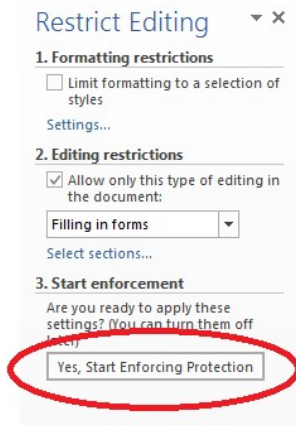 Restrict Editing
1. Formatting restrictions
Limit formatting to a selection of
styles
Settings...
2. Editing restrictions
Allow only this type of editing in
the document:
Filling in forms
Select sections...
3. Start enforcement
Are you ready to apply these
settings? (You can turn them off
later)
Yes, Start Enforcing Protection